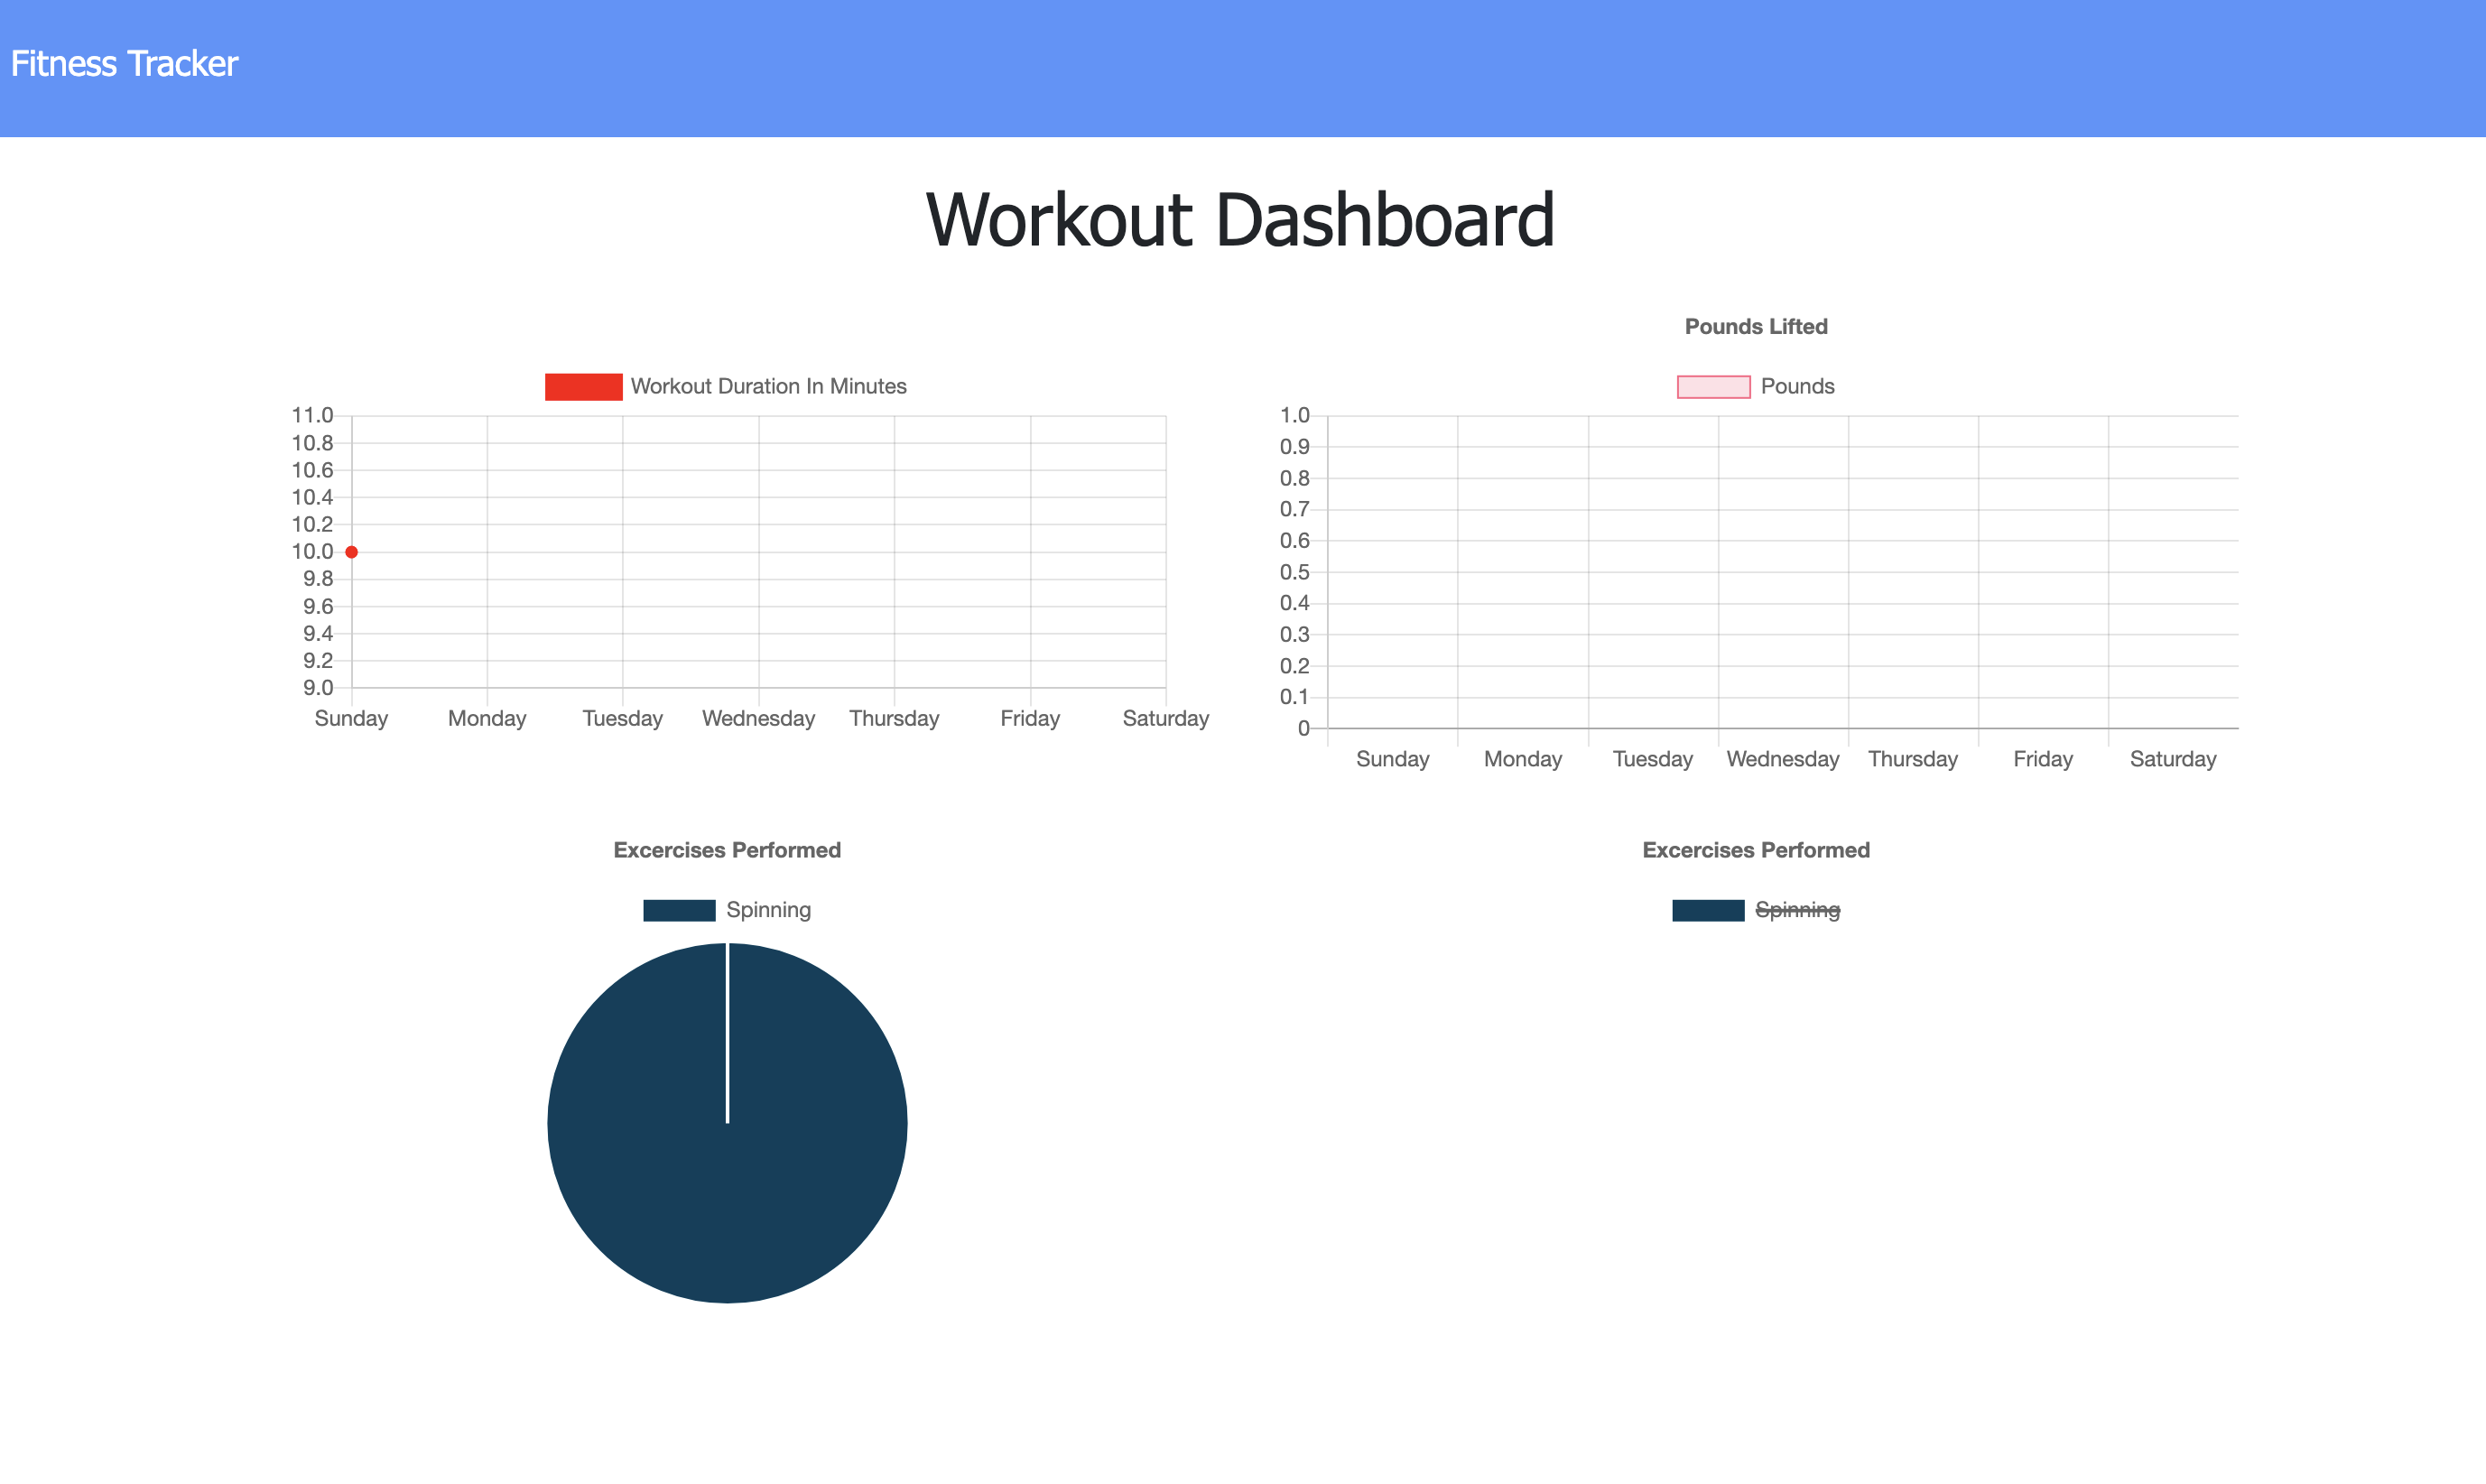 Fitness Tracker
Workout Dashboard
Workout Duration In Minutes
11.0
10.8
10.6
10.4
10.2
10.0
9.8
9.6
9.4
9.2
9.0
Sunday Monday Tuesday Wednesday Thursday Friday Saturday
Pounds Lifted
Pounds
1.0
0.9
0.8
0.7
0.6
0.5
0.4
0.3
0.2
0.1
0
Sunday Monday Tuesday Wednesday Thursday Friday Saturday
Excercises Performed
Spinning
Excercises Performed
Spinning